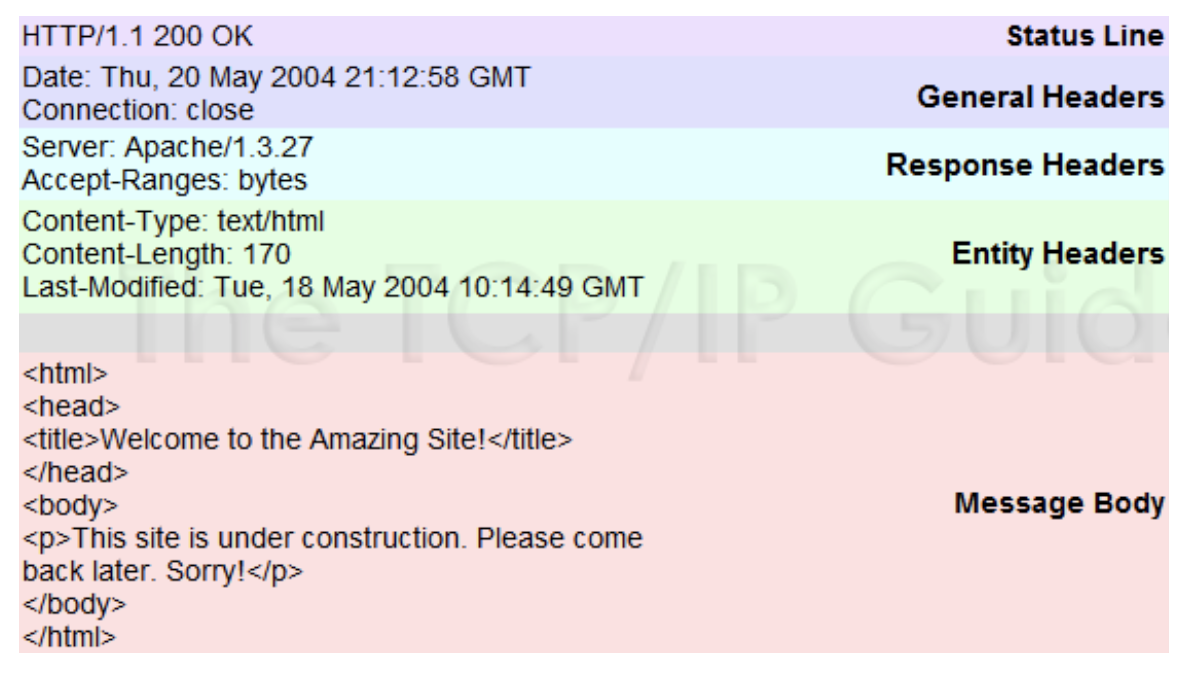 HTTP/1.1 200 OK Status Line
Date: Thu, 20 May 2004 21:12:58 GMT
Connection: close
General Headers
Server: Apache/1.3.27
Accept-Ranges: bytes
Response Headers
Content-Type: text/html
Content-Length: 170
Last-Modified: Tue, 18 May 2004 10:14:49 GMT
Entity Headers
The TCP/IP Guid
<html>
<head>
<title>Welcome to the Amazing Site!</title>
</head>
<body>
<p>This site is under construction. Please come
back later. Sorry!</p>
</body>
</html>
Message Body